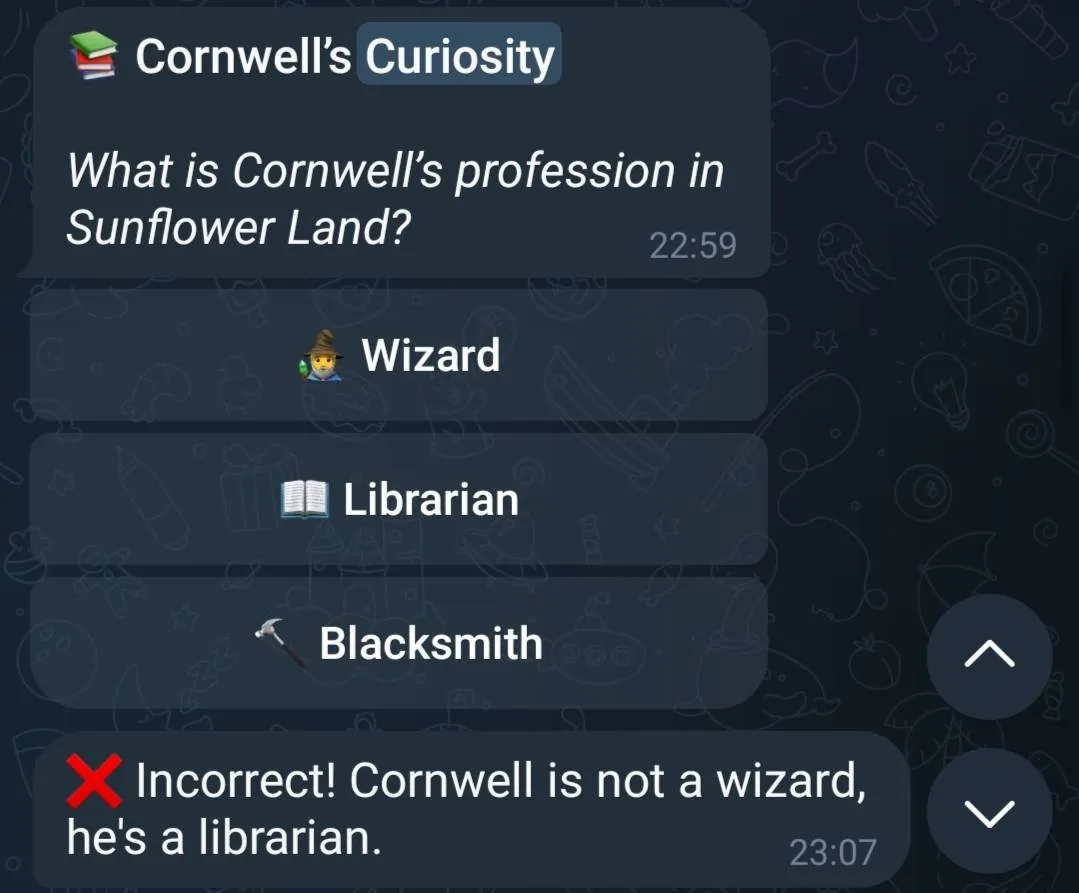 📚 Cornwell’s Curiosity
What is Cornwell’s profession in
Sunflower Land?
22:59
🧙‍♂️ Wizard
📖 Librarian
⛏️ Blacksmith
❌ Incorrect! Cornwell is not a wizard,
he's a librarian.
23:07